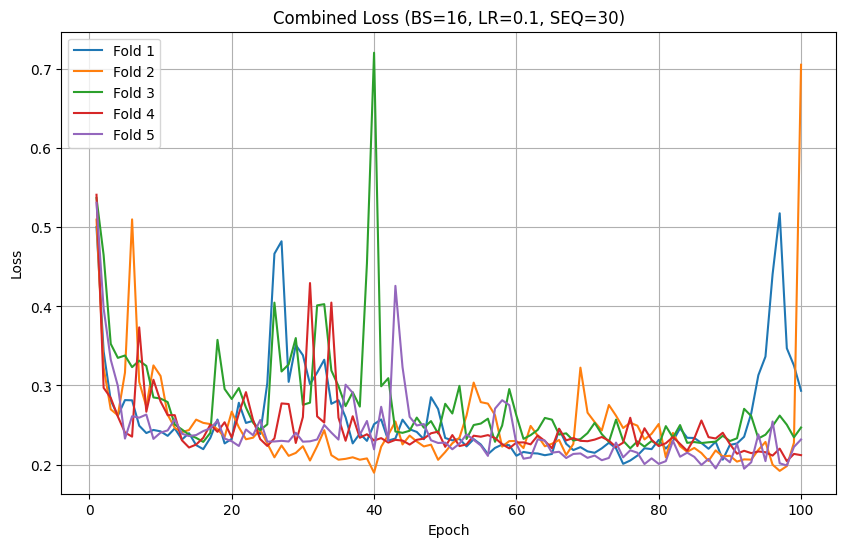 Combined Loss (BS=16, LR=0.1, SEQ=30)
Fold 1
Fold 2
Fold 3
Fold 4
Fold 5
Loss
0.7
0.6
0.5
0.4
0.3
0.2
0
20
40
60
80
100
Epoch